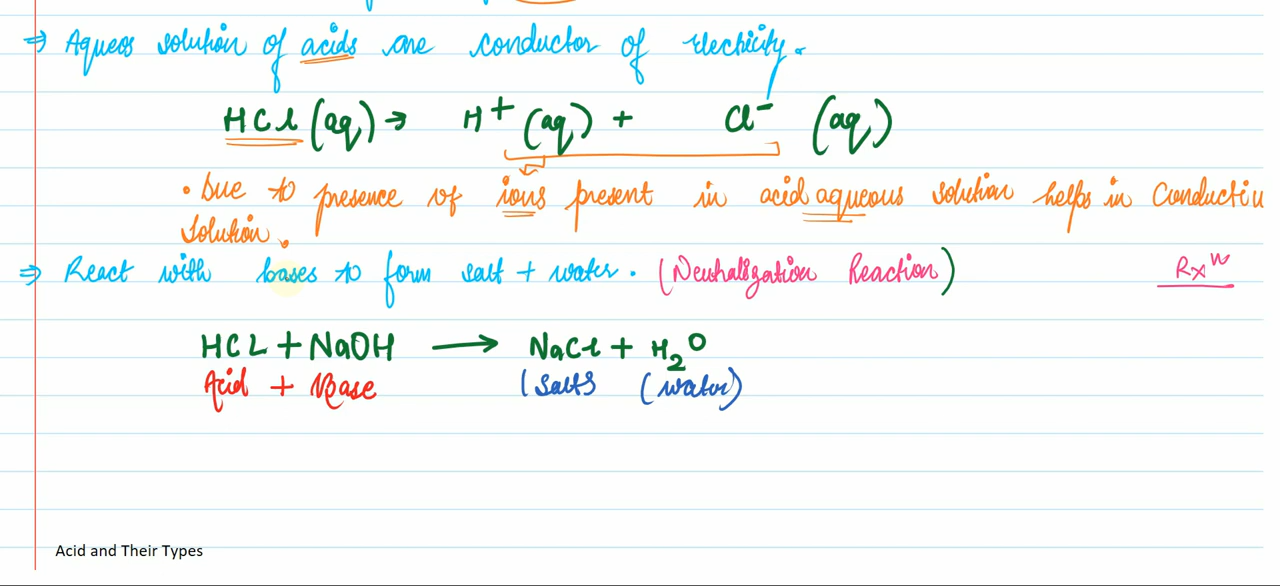 ⇒ Aqueos solution of acids are conductor of electricity.
HCl (aq) → H+ (aq) + Cl- (aq)
• Due to presence of ions present in acid aqueous solution helps in Conductiv
solution.
⇒ React with bases to form salt + water. (Neutralization Reaction) Rxn
HCL + NaOH → NaCl + H2O
Acid + Base (Salts (water)
Acid and Their Types